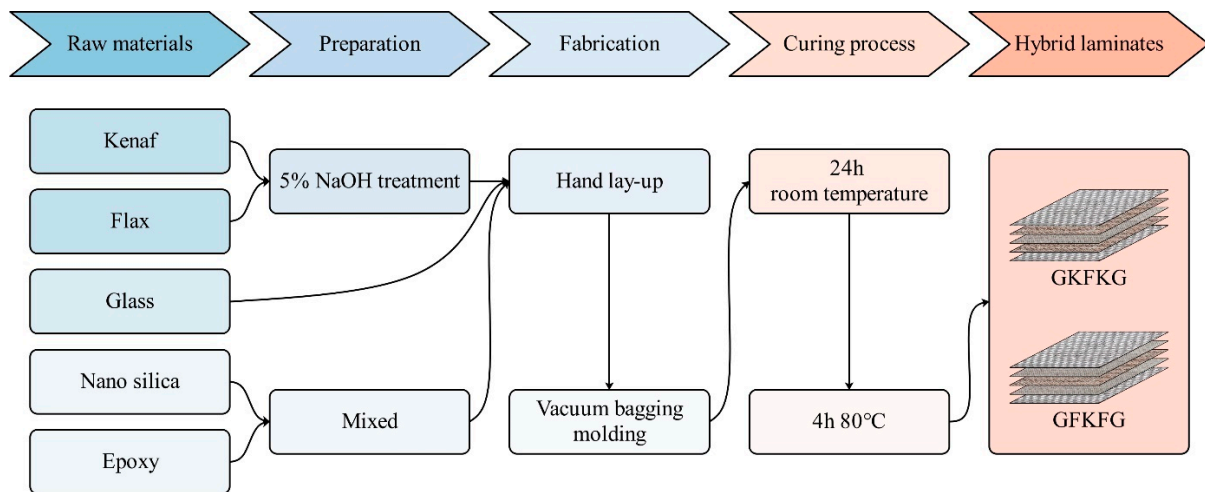 Raw materials
Preparation
Fabrication
Curing process
Hybrid laminates
Kenaf
Flax
Glass
Nano silica
Epoxy
5% NaOH treatment
Mixed
Hand lay-up
Vacuum bagging
molding
24h
room temperature
4h 80℃
GKFKG
GFKFG